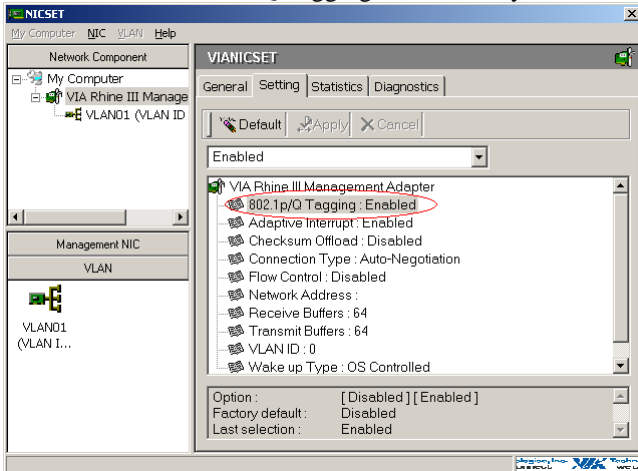 NICSET
My Computer NIC VLAN Help
Network Component
My Computer
VIA Rhine III Manage
VLAN01 (VLAN ID
Management NIC
VLAN
VLAN01
(VLAN I...
VIANICSET
General Setting Statistics Diagnostics
Default Apply Cancel
Enabled
VIA Rhine III Management Adapter
802.1p/Q Tagging : Enabled
Adaptive Interrupt : Enabled
Checksum Offload : Disabled
Connection Type : Auto-Negotiation
Flow Control : Disabled
Network Address :
Receive Buffers : 64
Transmit Buffers : 64
VLAN ID : 0
Wake up Type : OS Controlled
Option : [ Disabled ] [ Enabled ]
Factory default : Disabled
Last selection : Enabled